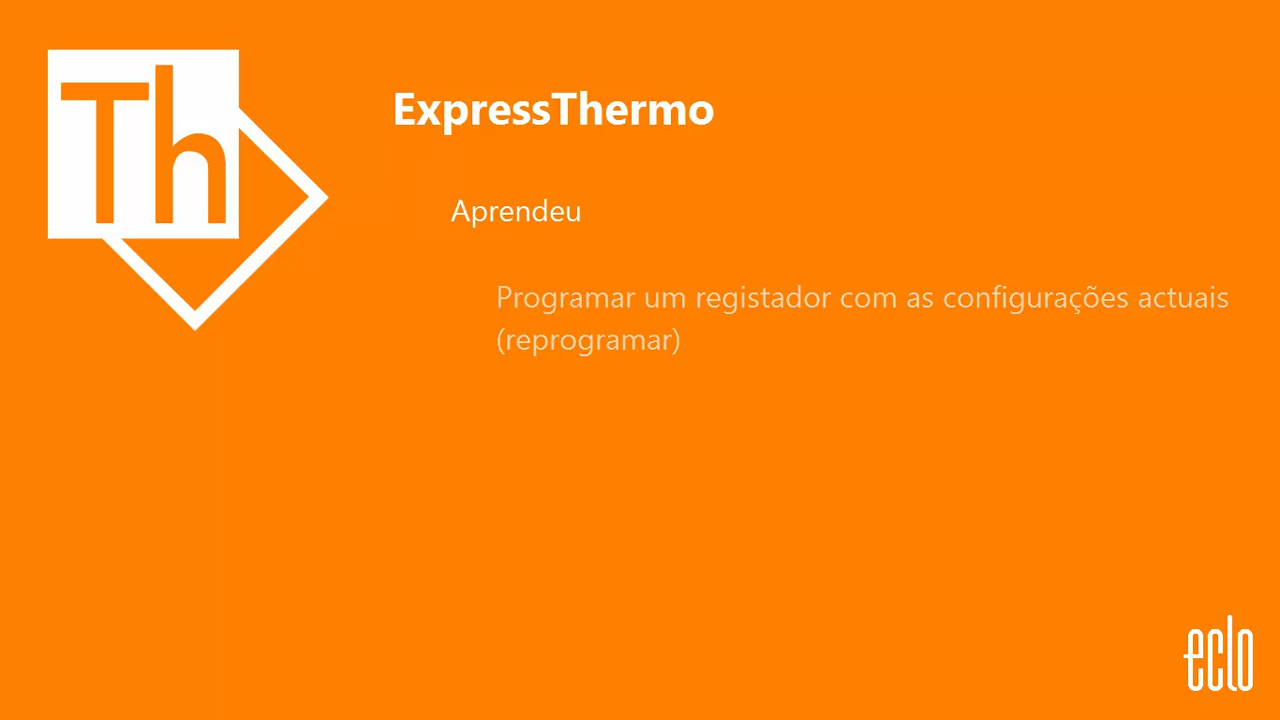 Th
ExpressThermo
Aprendeu
Programar um registador com as configurações actuais
(reprogramar)
eclo